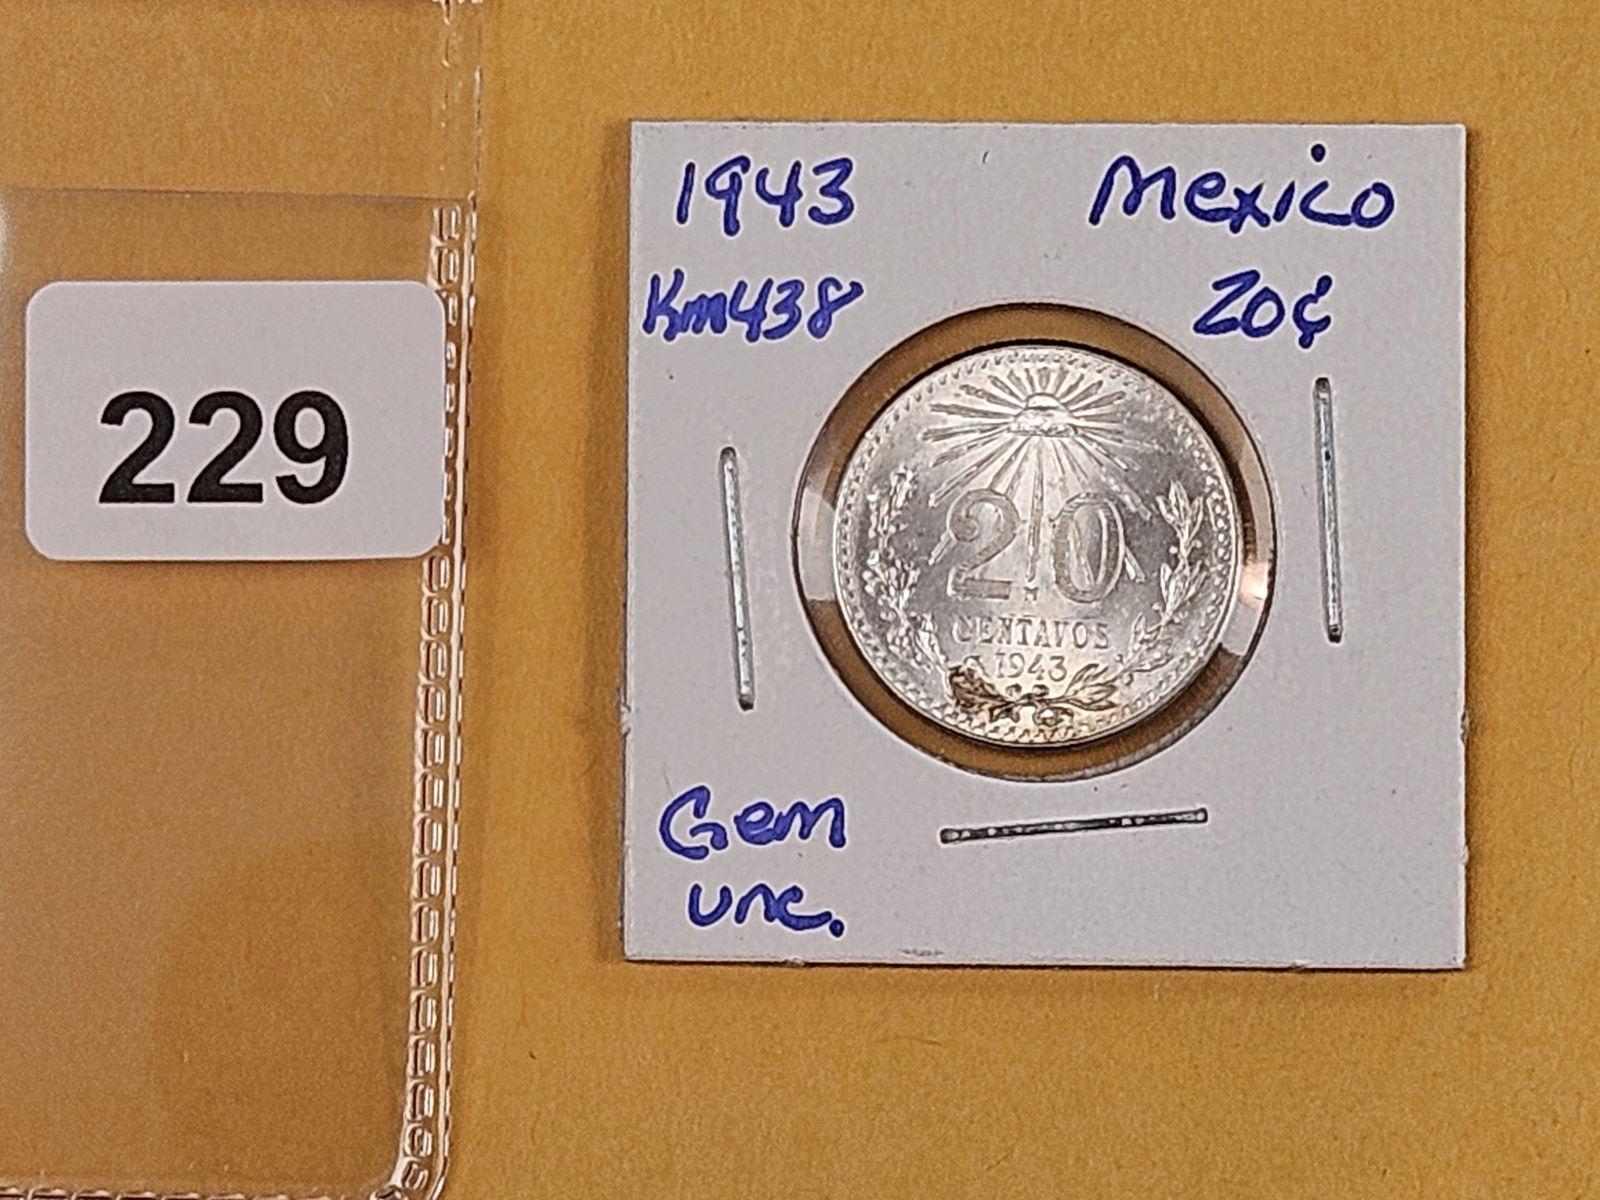 229
1943 Mexico
Km438 20¢
20
M
CENTAVOS
1943
Gem
unc.